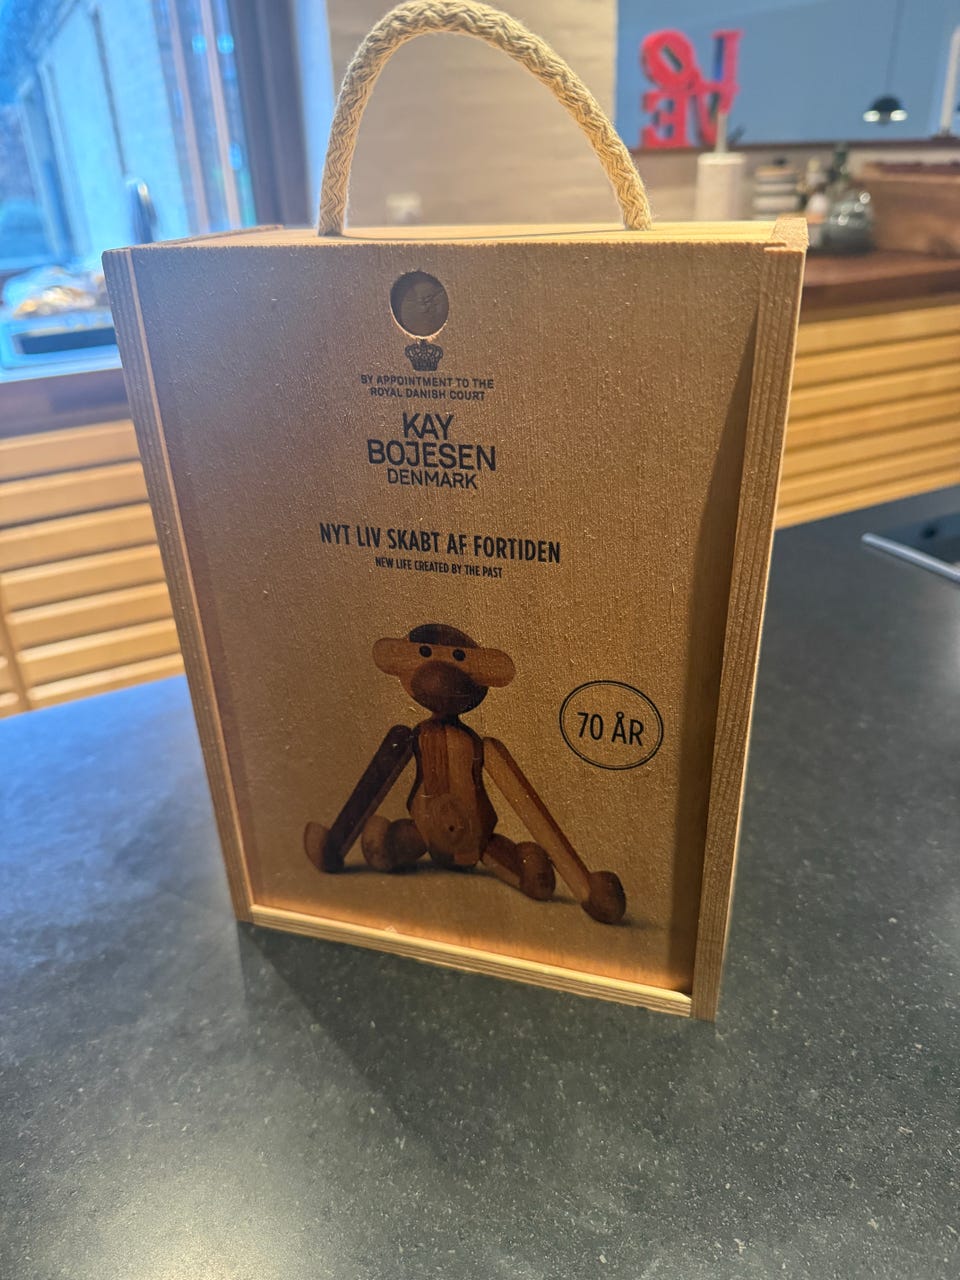 LOVE
BY APPOINTMENT TO THE
ROYAL DANISH COURT
KAY
BOJESEN
DENMARK
NYT LIV SKABT AF FORTIDEN
NEW LIFE CREATED BY THE PAST
70 ÅR